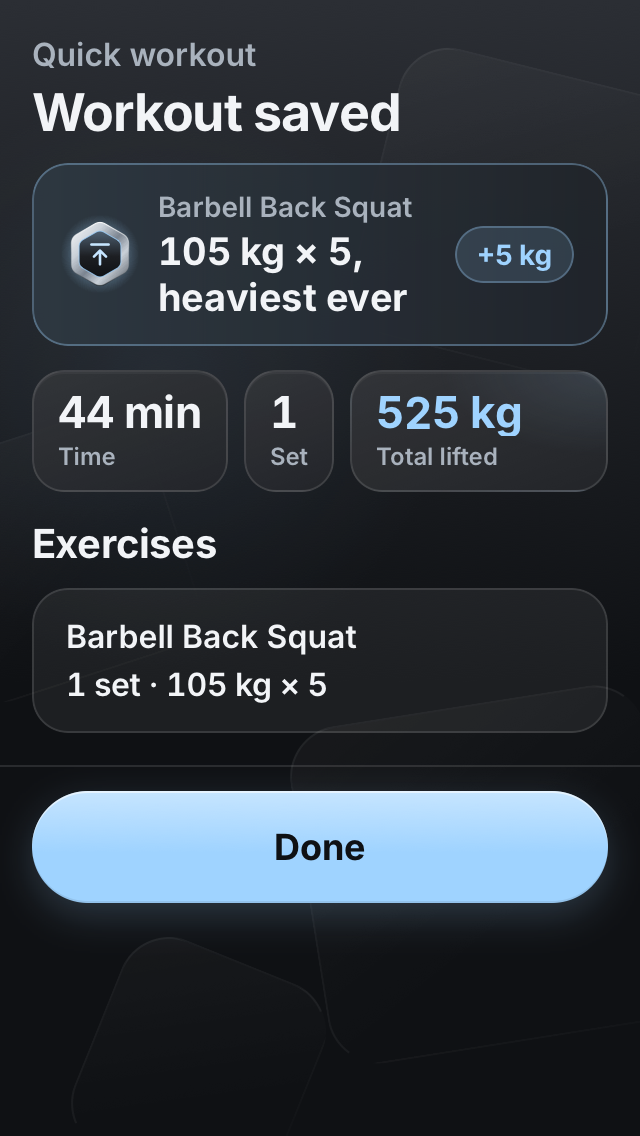 Quick workout
Workout saved
Barbell Back Squat
105 kg × 5,
heaviest ever
+5 kg
44 min
Time
1
Set
525 kg
Total lifted
Exercises
Barbell Back Squat
1 set · 105 kg × 5
Done